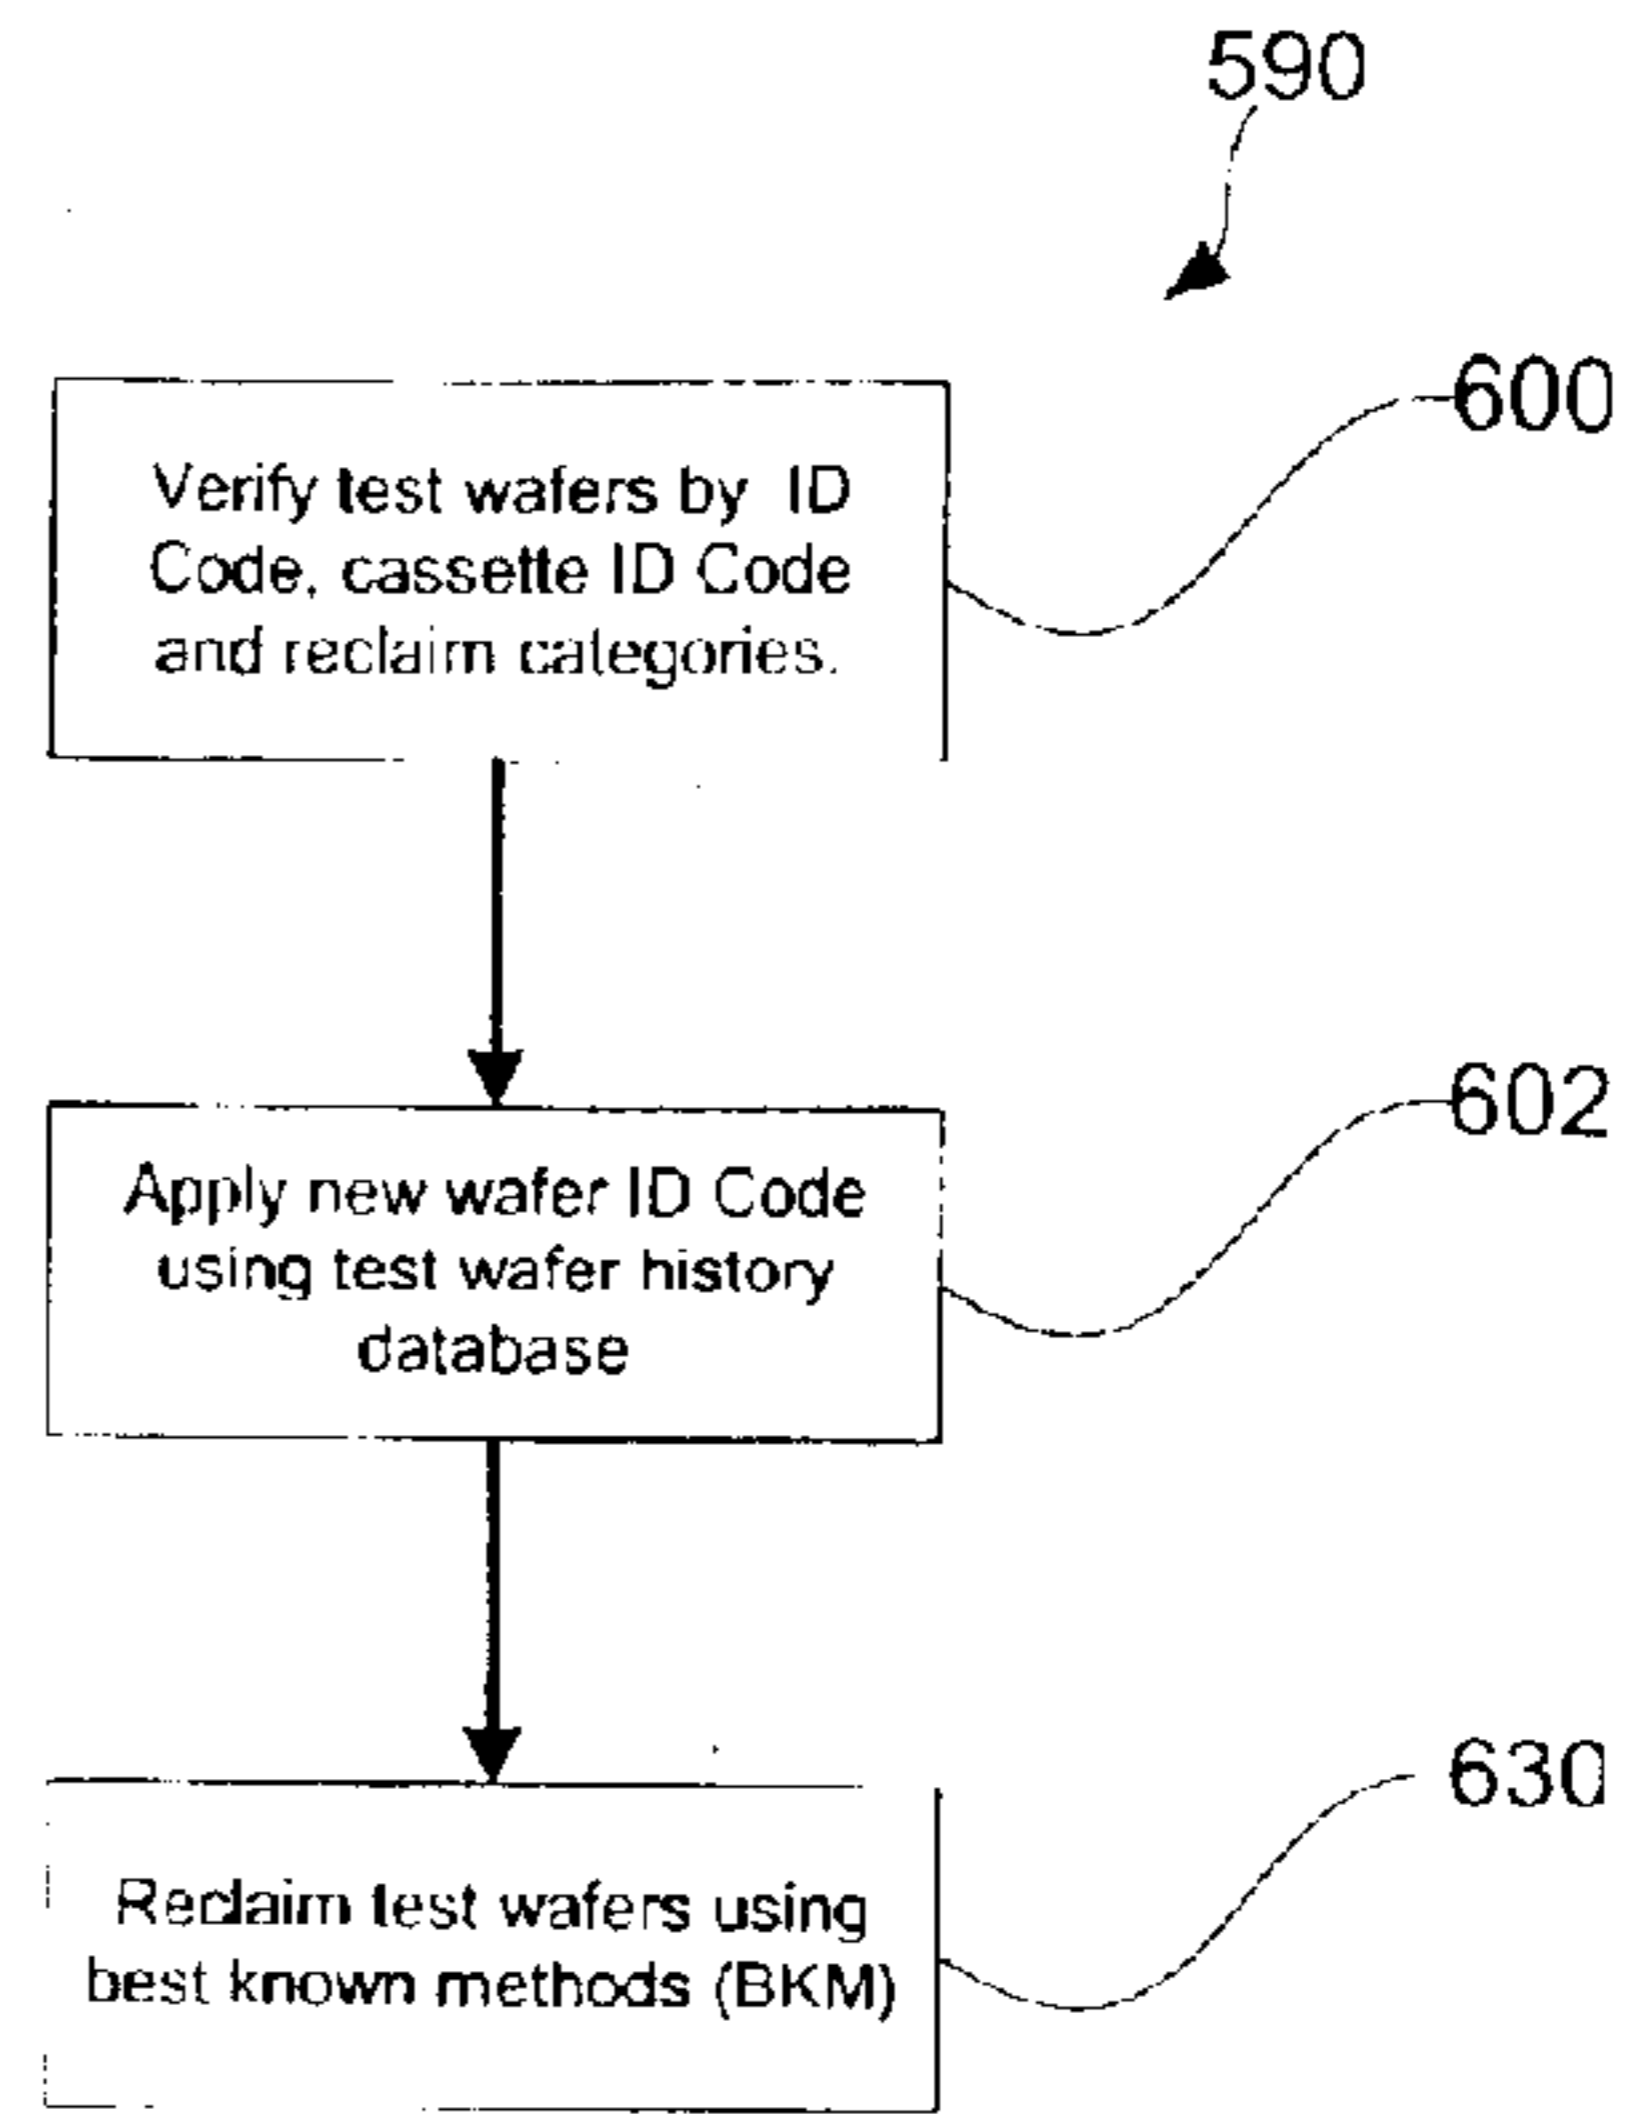 590
600
Verify test wafers by ID
Code, cassette ID Code
and reclaim categories.
602
Apply new wafer ID Code
using test wafer history
database
630
Reclaim test wafers using
best known methods (BKM)